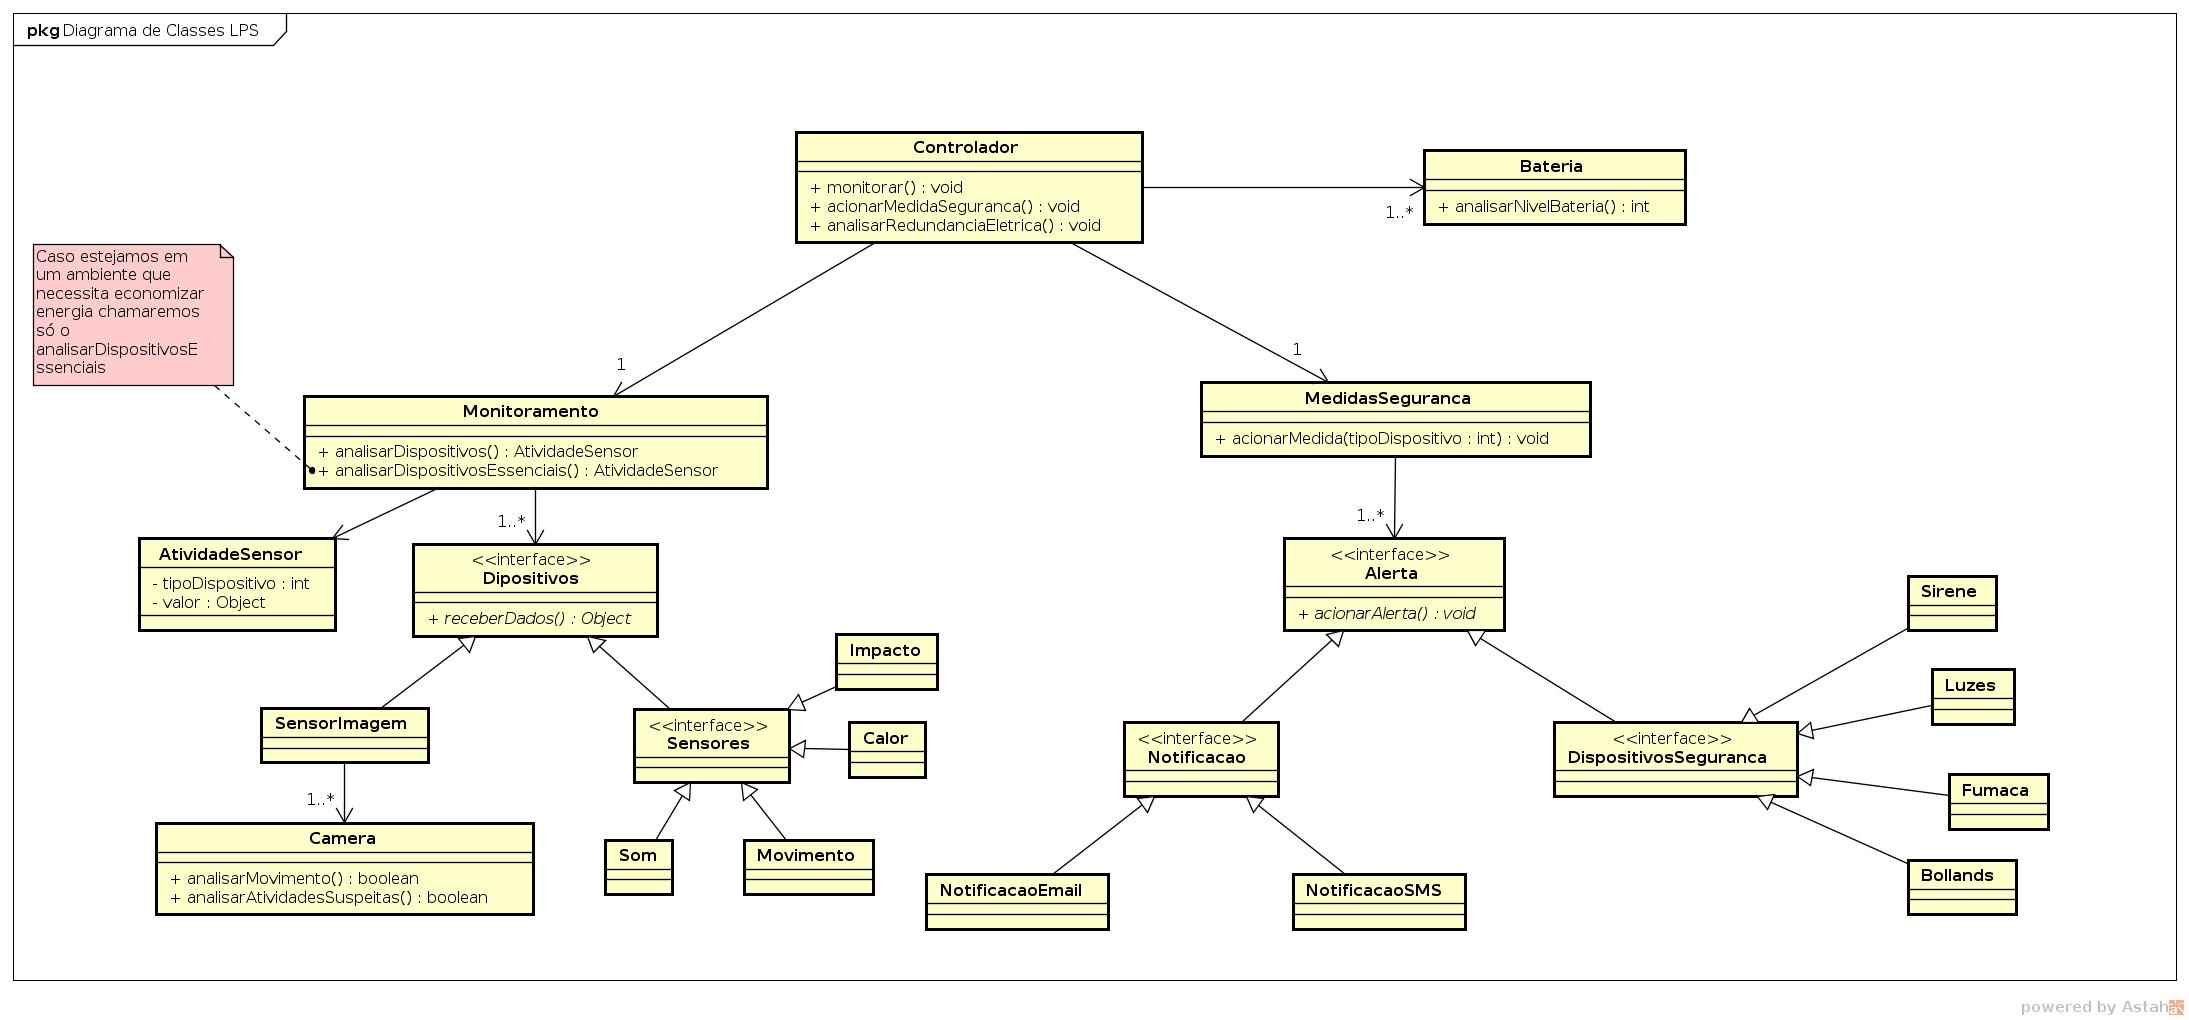 pkg Diagrama de Classes LPS
Controlador
+ monitorar() : void
+ acionarMedidaSeguranca() : void
+ analisarRedundanciaEletrica() : void
Bateria
+ analisarNivelBateria() : int
1..*
Caso estejamos em
um ambiente que
necessita economizar
energia chamaremos
só o
analisarDispositivosE
ssenciais
1
1
Monitoramento
+ analisarDispositivos() : AtividadeSensor
+ analisarDispositivosEssenciais() : AtividadeSensor
MedidasSeguranca
+ acionarMedida(tipoDispositivo : int) : void
1..*
1..*
AtividadeSensor
- tipoDispositivo : int
- valor : Object
<<interface>>
Dipositivos
+ receberDados() : Object
<<interface>>
Alerta
+ acionarAlerta() : void
Sirene
Impacto
Luzes
SensorImagem
<<interface>>
Sensores
Calor
<<interface>>
Notificacao
<<interface>>
DispositivosSeguranca
Fumaca
1..*
Camera
+ analisarMovimento() : boolean
+ analisarAtividadesSuspeitas() : boolean
Som
Movimento
NotificacaoEmail
NotificacaoSMS
Bollands
powered by Astah